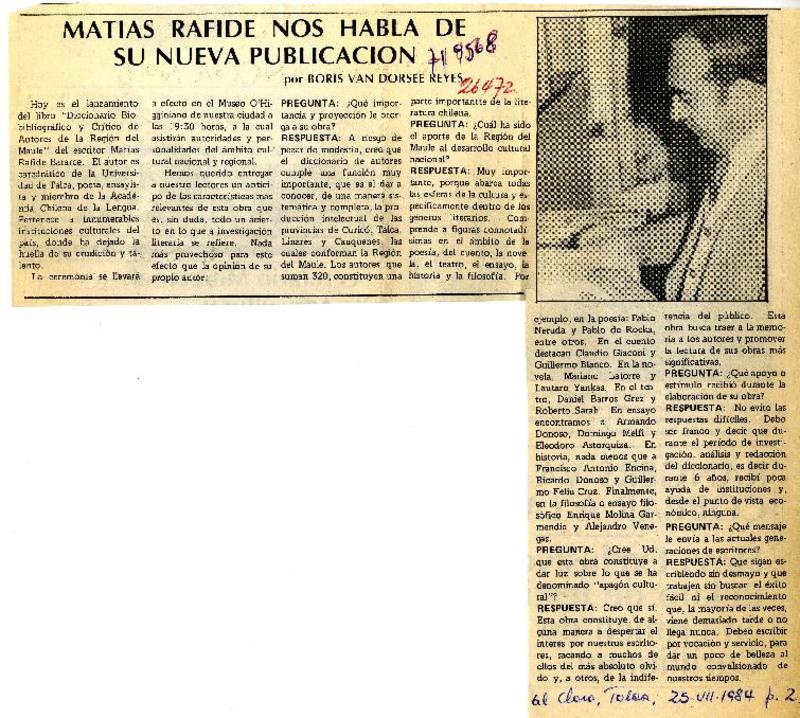 MATIAS RAFIDE NOS HABLA DE
SU NUEVA PUBLICACION
719568
por BORIS VAN DORSEE REYES
26472
Hoy es el lanzamiento
del libro "Diccionario Bio-
bibliográfico y Crítico de
Autores de la Región del
Maule" del escritor Matías
Rafide Batarce. El autor es
catedrático de la Universi-
dad de Talca, poeta, ensayis-
ta y miembro de la Acade-
mia Chilena de la Lengua.
Pertenece a innumerables
instituciones culturales del
país, donde ha dejado la
huella de su erudición y ta-
lento.
La ceremonia se llevará
a efecto en el Museo O'Hig-
giniano de nuestra ciudad a
las 19:30 horas, a la cual
asistirán autoridades y per-
sonalidades del ámbito cul-
tural nacional y regional.
Hemos querido entregar
a nuestro lectores un antici-
po de las características más
relevantes de esta obra que
es, sin duda, todo un acier-
to en lo que a investigación
literaria se refiere. Nada
más provechoso para este
efecto que la opinión de su
propio autor:
PREGUNTA: ¿Qué impor-
tancia y proyección le otor-
ga a su obra?
RESPUESTA: A riesgo de
pecar de modestia, creo que
el diccionario de autores
cumple una función muy
importante, que es el dar a
conocer, de una manera sis-
temática y completa, la pro-
ducción intelectual de las
provincias de Curicó, Talca,
Linares y Cauquenes, las
cuales conforman la Región
del Maule. Los autores que
suman 320, constituyen una
parte importantte de la lite-
ratura chilena.
PREGUNTA: ¿Cuál ha sido
el aporte de la Región del
Maule al desarrollo cultural
nacional?
RESPUESTA: Muy impor-
tante, porque abarca todas
las esferas de la cultura y es-
pecíficamente dentro de los
géneros literarios. Com-
prende a figuras connotadí-
simas en el ámbito de la
poesía, del cuento, la nove-
la, el teatro, el ensayo, la
historia y la filosofía. Por
ejemplo, en la poesía: Pablo
Neruda y Pablo de Rocka,
entre otros. En el cuento
destacan Claudio Giaconi y
Guillermo Blanco. En la no-
vela, Mariano Latorre y
Lautaro Yankas. En el tea-
tro, Daniel Barros Grez y
Roberto Sarah. En ensayo
encontramos a Armando
Donoso, Domingo Melfi y
Eleodoro Astorquiza. En
historia, nada menos que a
Francisco Antonio Encina,
Ricardo Donoso y Guiller-
mo Feliu Cruz. Finalmente,
en la filosofía o ensayo filo-
sófico Enrique Molina Gar-
mendia y Alejandro Vene-
gas.
PREGUNTA: ¿Cree Ud.
que esta obra constituye a
dar luz sobre lo que se ha
denominado "apagón cultu-
ral"?
RESPUESTA: Creo que sí.
Esta obra constituye, de al-
guna manera a despertar el
interés por nuestros escrito-
res, sacando a muchos de
ellos del más absoluto olvi-
do y, a otros, de la indife-
rencia del público. Esta
obra busca traer a la memo-
ria a los autores y promover
la lectura de sus obras más
significativas.
PREGUNTA: ¿Qué apoyo o
estímulo recibió durante la
elaboración de su obra?
RESPUESTA: No evito las
respuestas difíciles. Debo
ser franco y decir que du-
rante el período de investi-
gación, análisis y redacción
del diccionario, es decir du-
rante 6 años, recibí poca
ayuda de instituciones y,
desde el punto de vista eco-
nómico, ninguna.
PREGUNTA: ¿Qué mensaje
le envía a las actuales gene-
raciones de escritores?
RESPUESTA: Que sigan es-
cribiendo sin desmayo y que
trabajen sin buscar el éxito
fácil ni el reconocimiento
que, la mayoría de las veces,
viene demasiado tarde o no
llega nunca. Deben escribir
por vocación y servicio, para
dar un poco de belleza al
mundo convulsionado de
nuestros tiempos.
El Clero, Talca, 25-VII-1984 p. 2